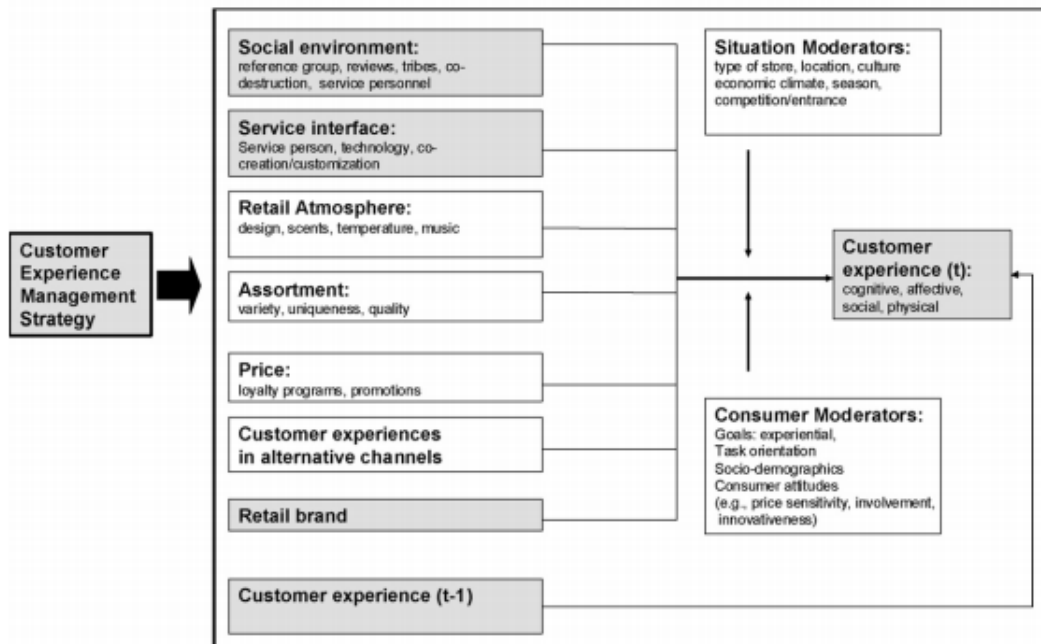 Customer
Experience
Management
Strategy
Social environment:
reference group, reviews, tribes, co-
destruction, service personnel
Service interface:
Service person, technology, co-
creation/customization
Retail Atmosphere:
design, scents, temperature, music
Assortment:
variety, uniqueness, quality
Price:
loyalty programs, promotions
Customer experiences
in alternative channels
Retail brand
Customer experience (t-1)
Situation Moderators:
type of store, location, culture
economic climate, season,
competition/entrance
Customer
experience (t):
cognitive, affective,
social, physical
Consumer Moderators:
Goals: experiential,
Task orientation
Socio-demographics
Consumer attitudes
(e.g., price sensitivity, involvement,
innovativeness)